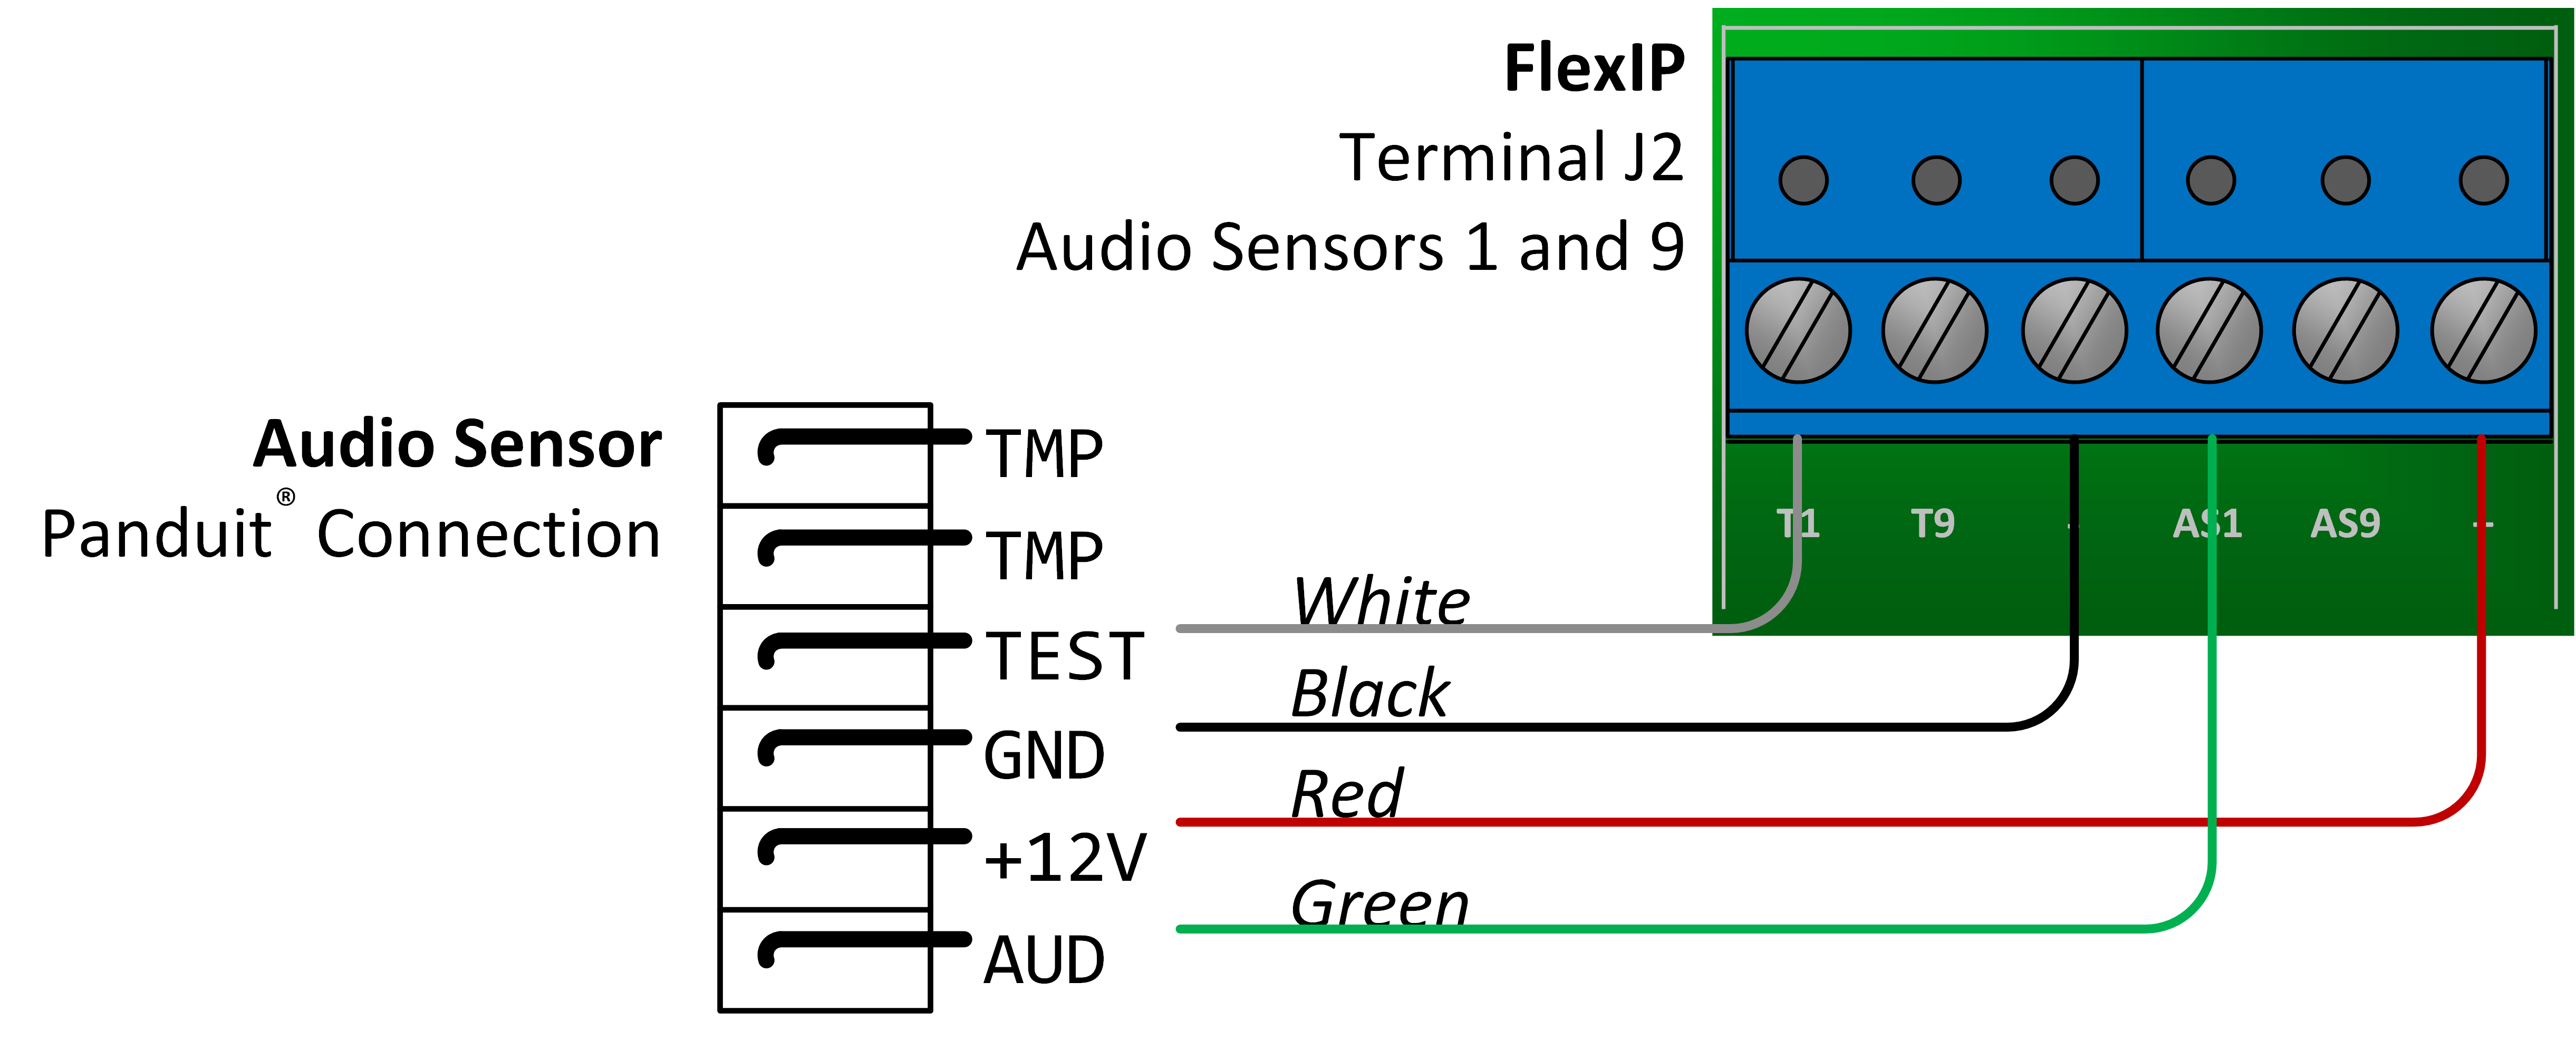 FlexIP
Terminal J2
Audio Sensors 1 and 9
Audio Sensor
Panduit® Connection
TMP
TMP
TEST
GND
+12V
AUD
White
Black
Red
Green
T1 T9 - AS1 AS9 +